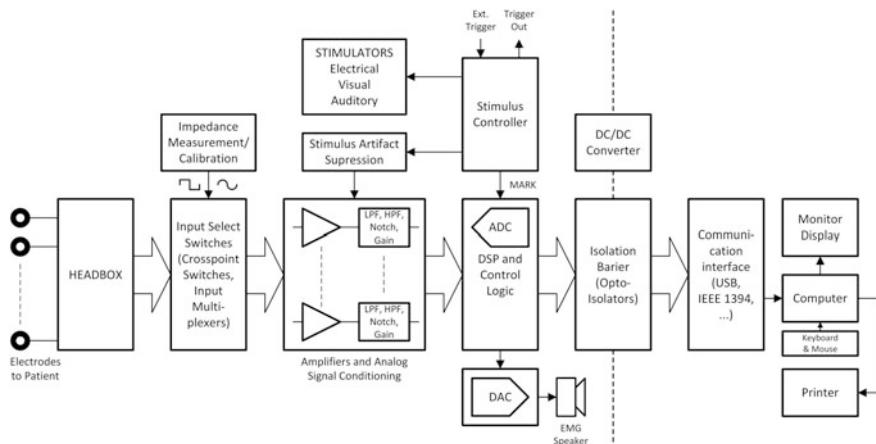 Ext.
Trigger
Trigger
Out
STIMULATORS
Electrical
Visual
Auditory
Stimulus
Controller
Impedance
Measurement/
Calibration
Stimulus Artifact
Supression
DC/DC
Converter
MARK
HEADBOX
Input Select
Switches
(Crosspoint
Switches,
Input
Multi-
plexers)
LPF, HPF,
Notch,
Gain
LPF, HPF,
Notch,
Gain
ADC
DSP and
Control
Logic
Isolation
Barier
(Opto-
Isolators)
Communi-
cation
interface
(USB,
IEEE 1394,
...)
Monitor
Display
Computer
Keyboard
& Mouse
Printer
Electrodes
to Patient
Amplifiers and Analog
Signal Conditioning
DAC
EMG
Speaker